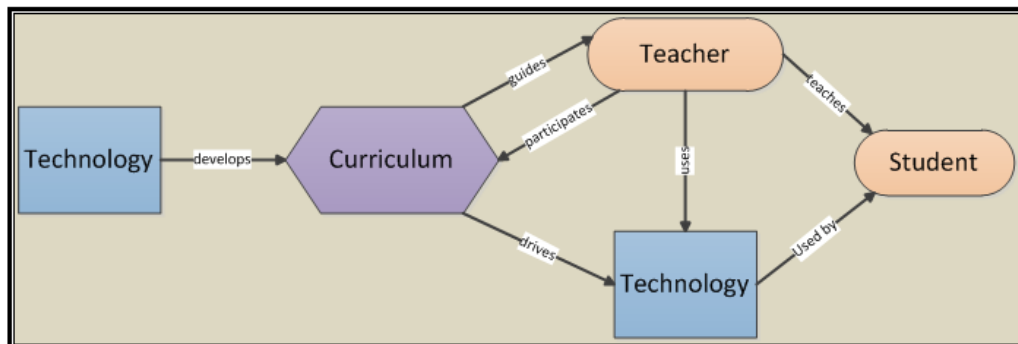 Teacher
guides
teaches
participates
Technology
develops
Curriculum
uses
Student
drives
Used by
Technology